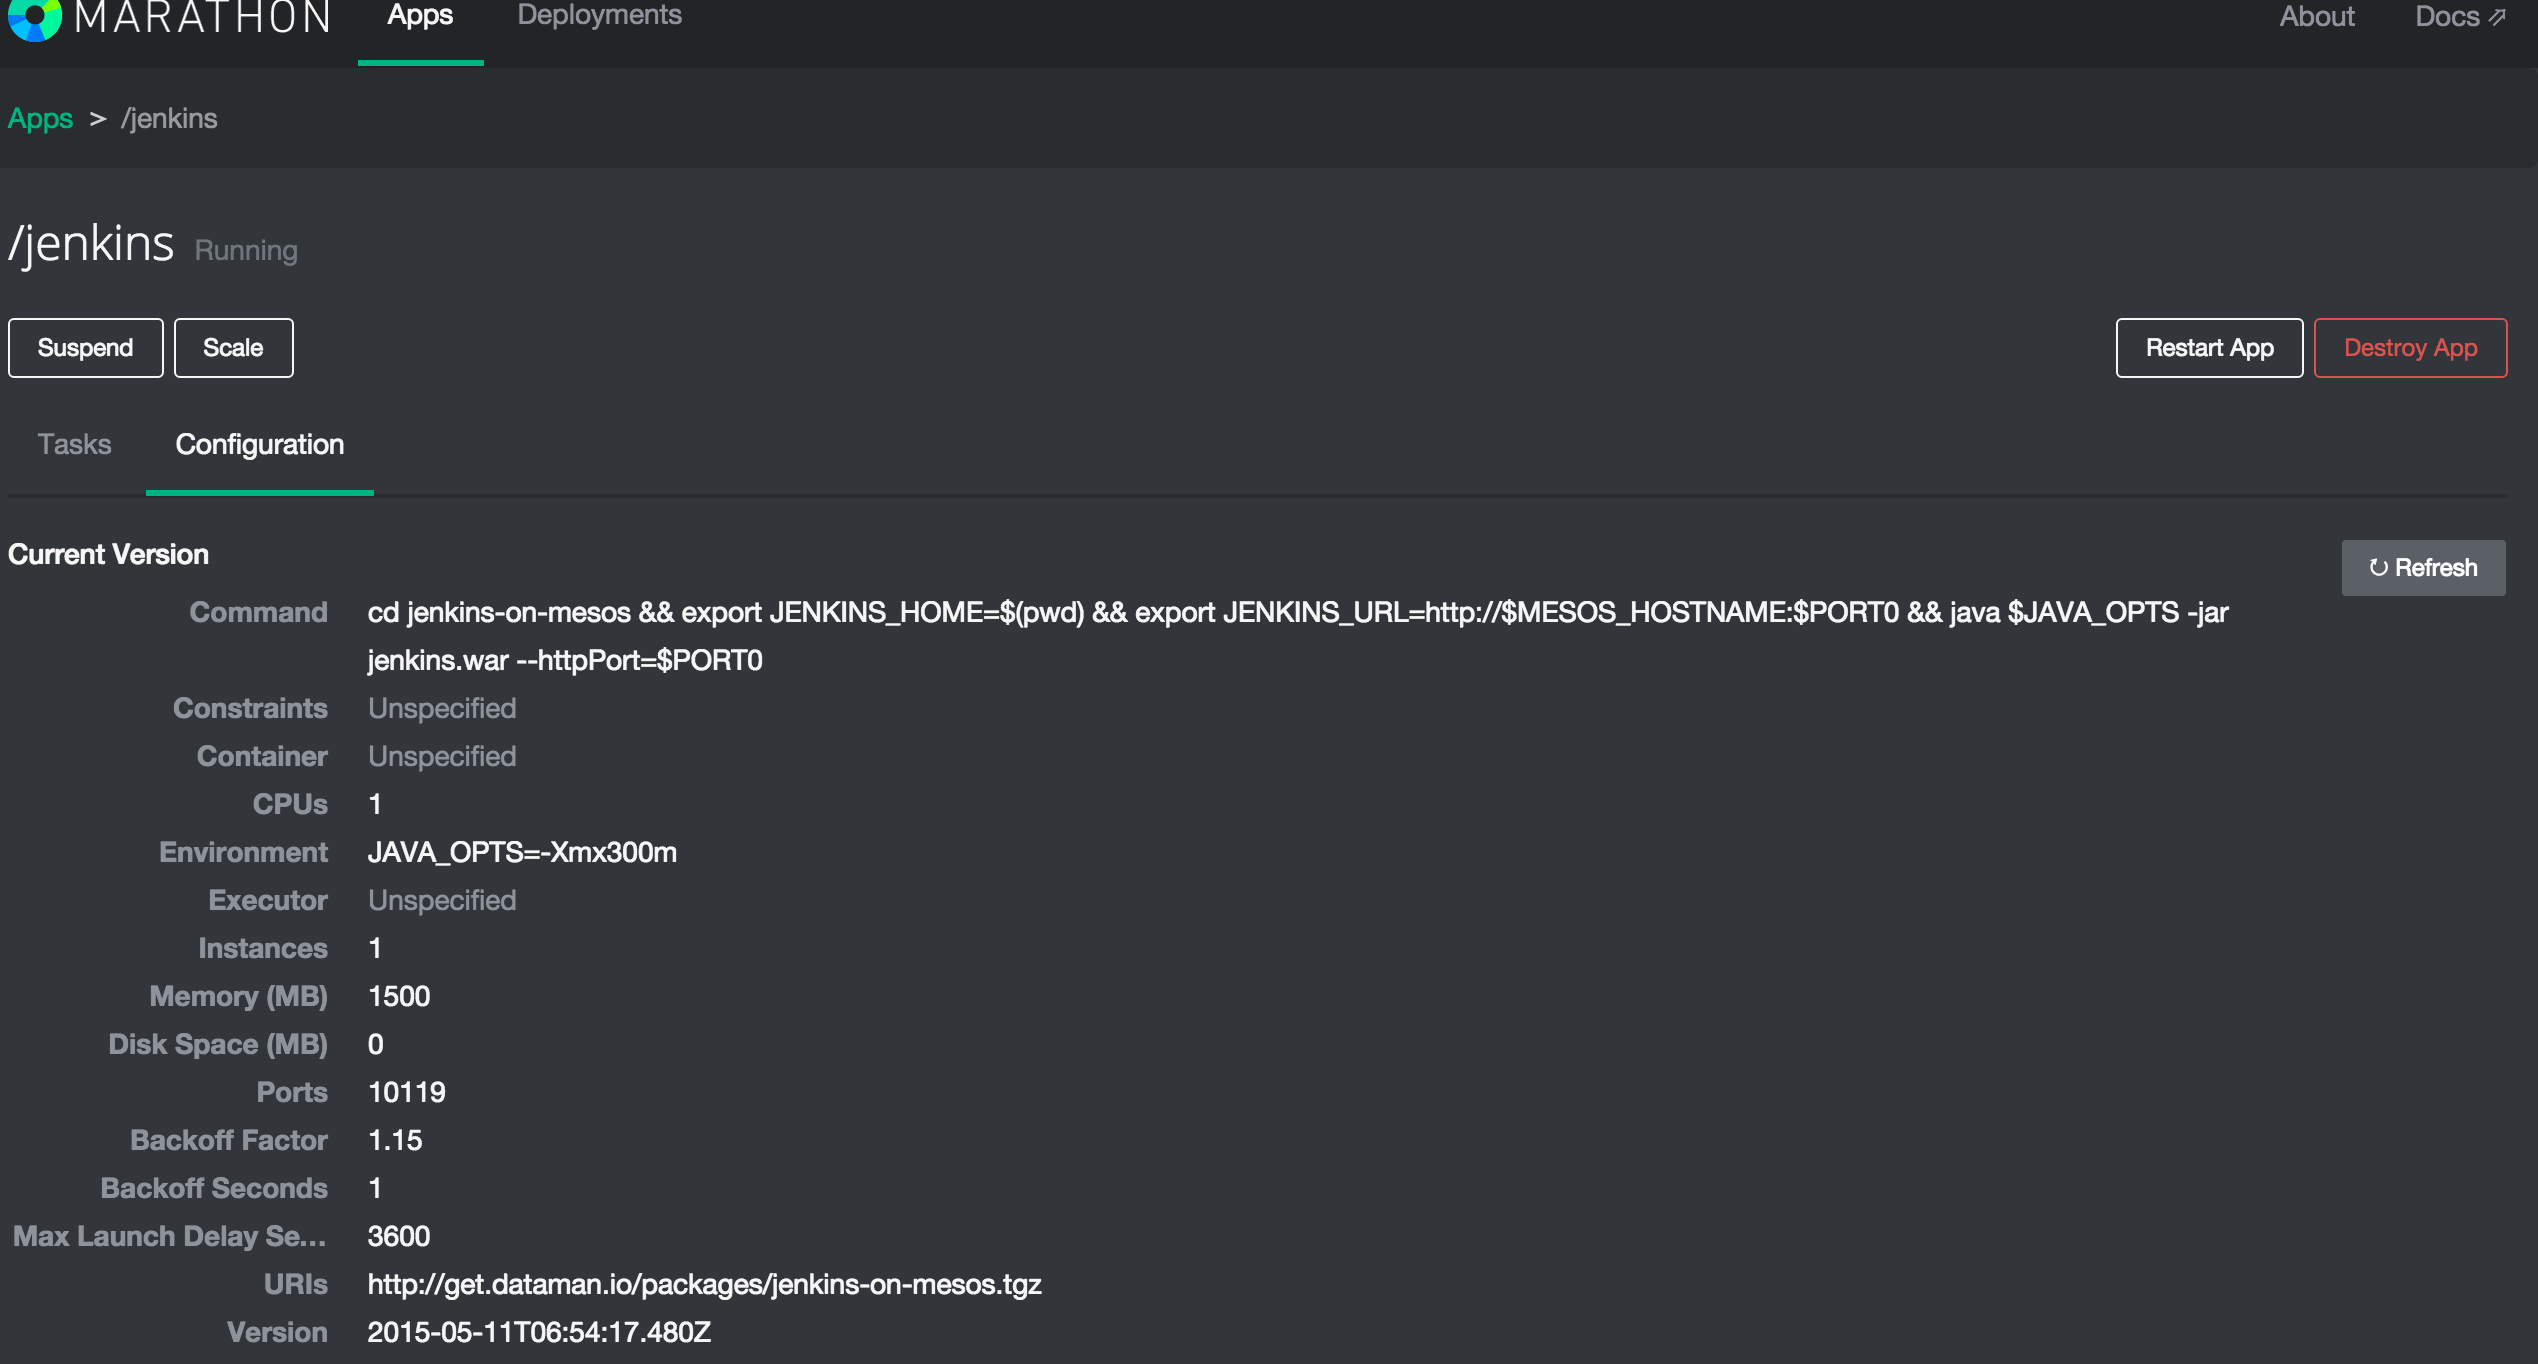 MARATHON Apps Deployments About Docs
Apps > /jenkins
/jenkins Running
Suspend Scale Restart App Destroy App
Tasks Configuration
Current Version
Refresh
Command cd jenkins-on-mesos && export JENKINS_HOME=$(pwd) && export JENKINS_URL=http://$MESOS_HOSTNAME:$PORT0 && java $JAVA_OPTS -jar
jenkins.war --httpPort=$PORT0
Constraints Unspecified
Container Unspecified
CPUs 1
Environment JAVA_OPTS=-Xmx300m
Executor Unspecified
Instances 1
Memory (MB) 1500
Disk Space (MB) 0
Ports 10119
Backoff Factor 1.15
Backoff Seconds 1
Max Launch Delay Se... 3600
URIs http://get.dataman.io/packages/jenkins-on-mesos.tgz
Version 2015-05-11T06:54:17.480Z